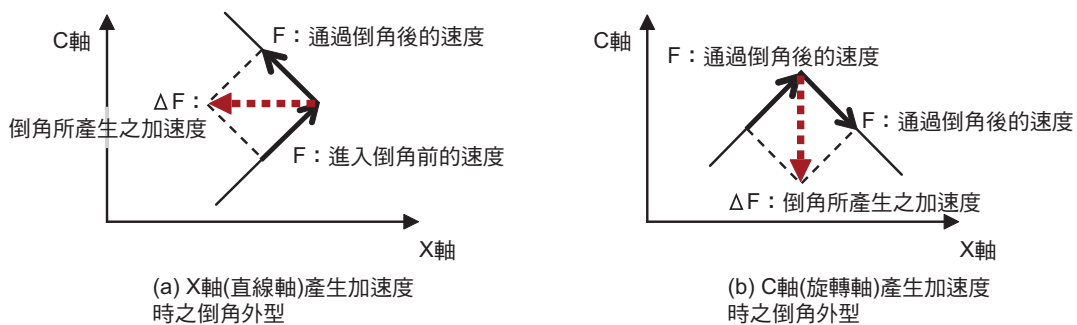 C軸
F：通過倒角後的速度
ΔF：
倒角所產生之加速度
F：進入倒角前的速度
X軸
(a) X軸(直線軸)產生加速度
時之倒角外型
C軸
F：通過倒角後的速度
F：通過倒角後的速度
ΔF：倒角所產生之加速度
X軸
(b) C軸(旋轉軸)產生加速度
時之倒角外型